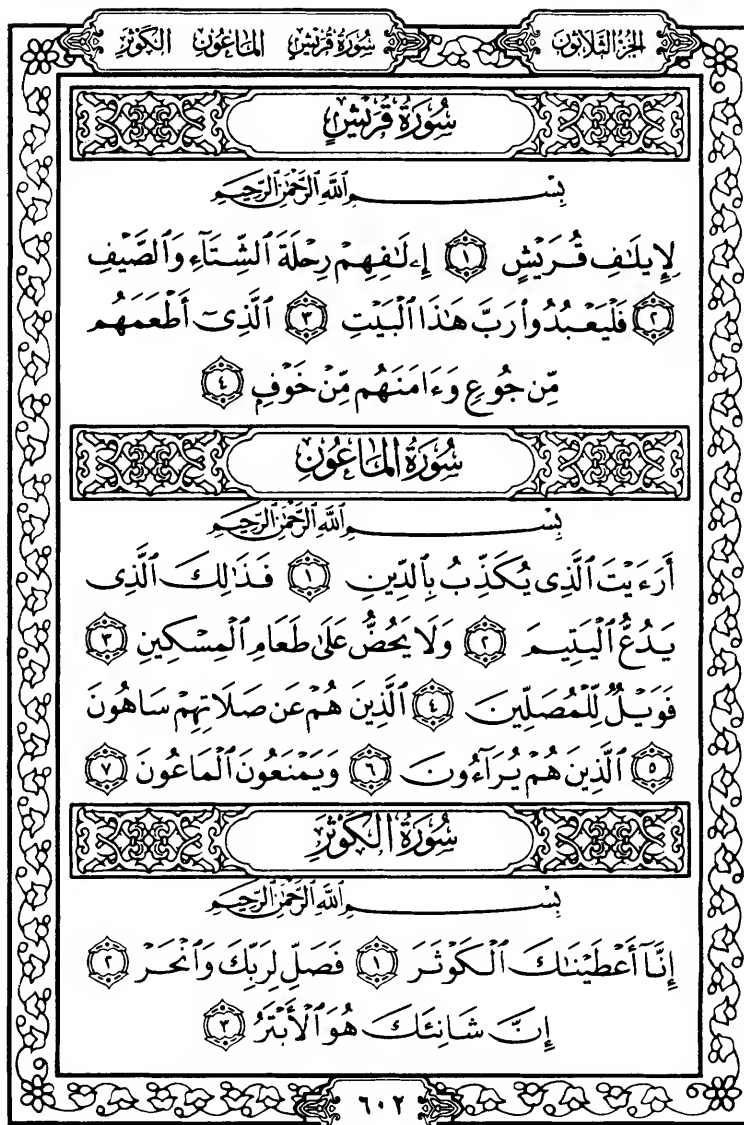 الجزء الثلاثون
سورة قريش الماعون الكوثر
سُورَةُ قُرَيْشٍ
بِسْمِ ٱللَّهِ ٱلرَّحْمَٰنِ ٱلرَّحِيمِ
لِإِيلَٰفِ قُرَيْشٍ ١ إِۦلَٰفِهِمْ رِحْلَةَ ٱلشِّتَآءِ وَٱلصَّيْفِ
٢ فَلْيَعْبُدُوا۟ رَبَّ هَٰذَا ٱلْبَيْتِ ٣ ٱلَّذِىٓ أَطْعَمَهُم
مِّن جُوعٍ وَءَامَنَهُم مِّنْ خَوْفٍۭ ٤
سُورَةُ المَاعُونِ
بِسْمِ ٱللَّهِ ٱلرَّحْمَٰنِ ٱلرَّحِيمِ
أَرَءَيْتَ ٱلَّذِى يُكَذِّبُ بِٱلدِّينِ ١ فَذَٰلِكَ ٱلَّذِى
يَدُعُّ ٱلْيَتِيمَ ٢ وَلَا يَحُضُّ عَلَىٰ طَعَامِ ٱلْمِسْكِينِ ٣
فَوَيْلٌ لِّلْمُصَلِّينَ ٤ ٱلَّذِينَ هُمْ عَن صَلَاتِهِمْ سَاهُونَ
٥ ٱلَّذِينَ هُمْ يُرَآءُونَ ٦ وَيَمْنَعُونَ ٱلْمَاعُونَ ٧
سُورَةُ الكَوْثَرِ
بِسْمِ ٱللَّهِ ٱلرَّحْمَٰنِ ٱلرَّحِيمِ
إِنَّآ أَعْطَيْنَٰكَ ٱلْكَوْثَرَ ١ فَصَلِّ لِرَبِّكَ وَٱنْحَرْ ٢
إِنَّ شَانِئَكَ هُوَ ٱلْأَبْتَرُ ٣
٦٠٢